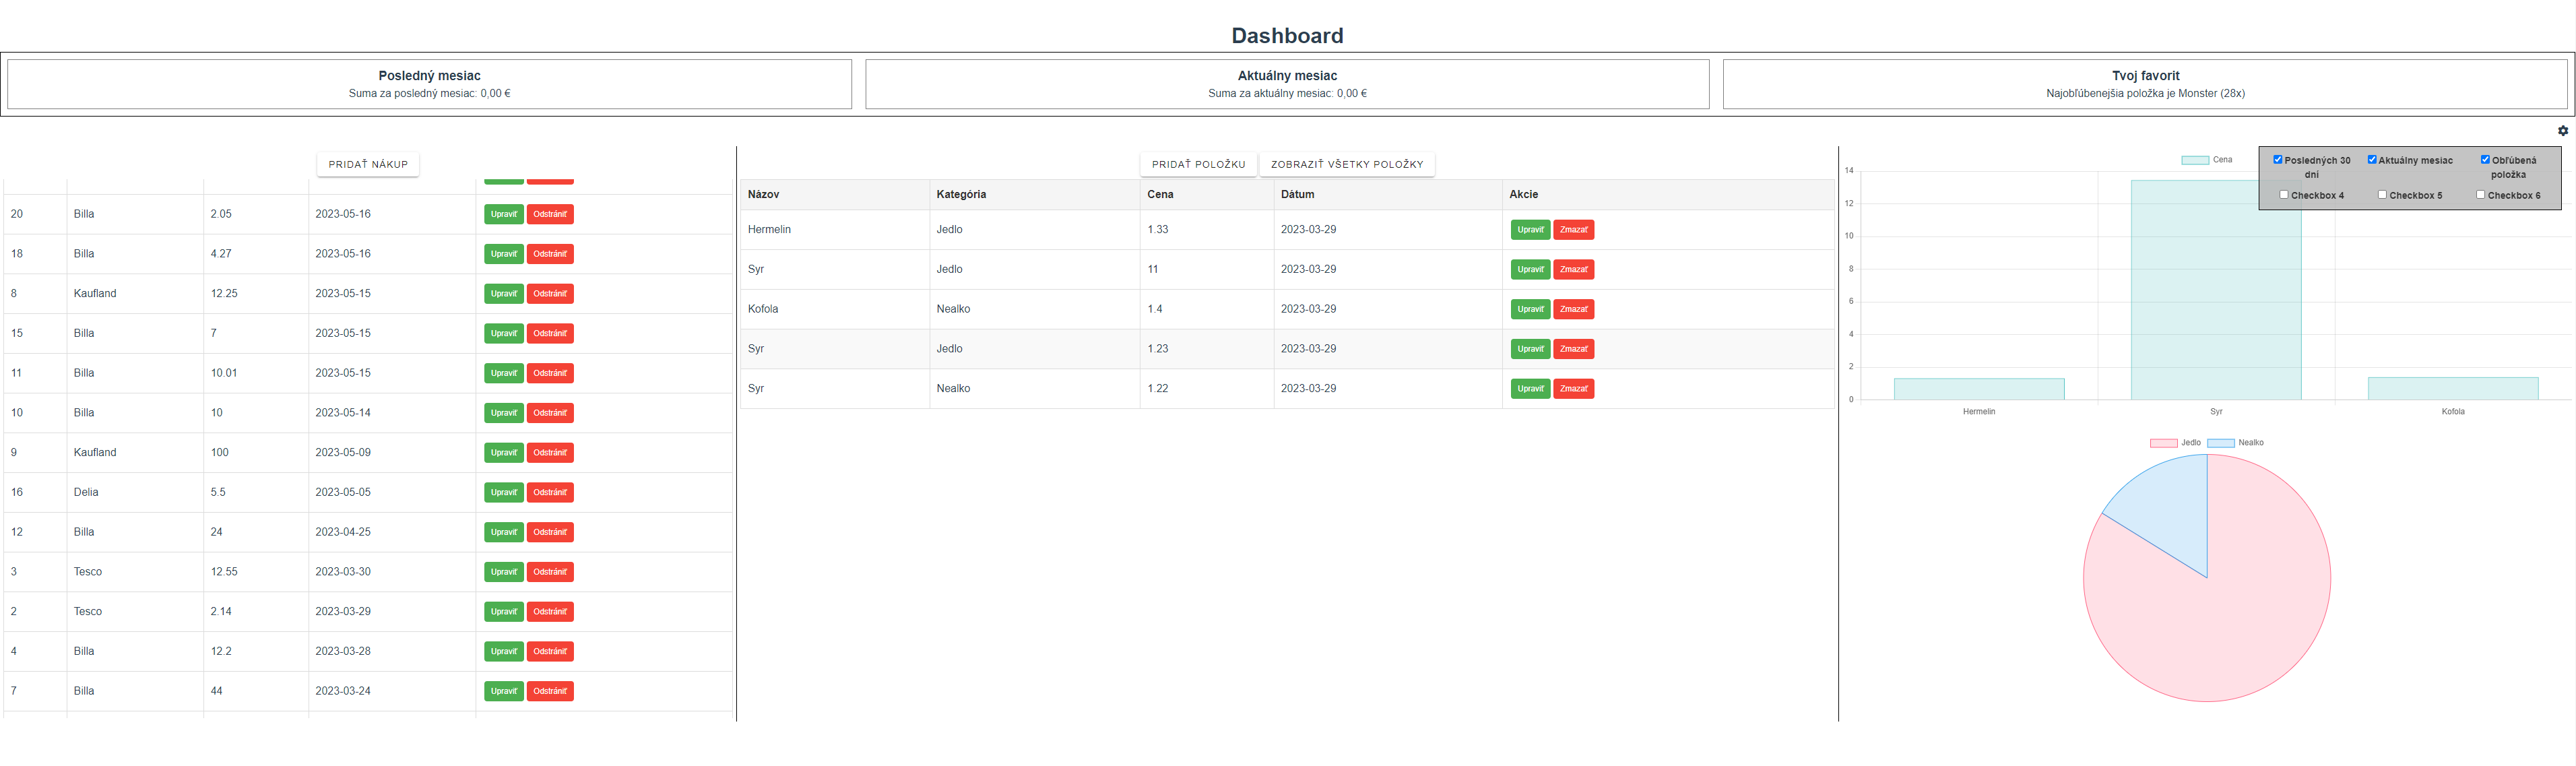 Dashboard
Posledný mesiac
Suma za posledný mesiac: 0,00 €
Aktuálny mesiac
Suma za aktuálny mesiac: 0,00 €
Tvoj favorit
Najobľúbenejšia položka je Monster (28x)
PRIDAŤ NÁKUP
20 Billa 2.05 2023-05-16 Upraviť Odstrániť
18 Billa 4.27 2023-05-16 Upraviť Odstrániť
8 Kaufland 12.25 2023-05-15 Upraviť Odstrániť
15 Billa 7 2023-05-15 Upraviť Odstrániť
11 Billa 10.01 2023-05-15 Upraviť Odstrániť
10 Billa 10 2023-05-14 Upraviť Odstrániť
9 Kaufland 100 2023-05-09 Upraviť Odstrániť
16 Delia 5.5 2023-05-05 Upraviť Odstrániť
12 Billa 24 2023-04-25 Upraviť Odstrániť
3 Tesco 12.55 2023-03-30 Upraviť Odstrániť
2 Tesco 2.14 2023-03-29 Upraviť Odstrániť
4 Billa 12.2 2023-03-28 Upraviť Odstrániť
7 Billa 44 2023-03-24 Upraviť Odstrániť
PRIDAŤ POLOŽKU ZOBRAZIŤ VŠETKY POLOŽKY
Názov Kategória Cena Dátum Akcie
Hermelin Jedlo 1.33 2023-03-29 Upraviť Zmazať
Syr Jedlo 11 2023-03-29 Upraviť Zmazať
Kofola Nealko 1.4 2023-03-29 Upraviť Zmazať
Syr Jedlo 1.23 2023-03-29 Upraviť Zmazať
Syr Nealko 1.22 2023-03-29 Upraviť Zmazať
Cena
Posledných 30 dní
Aktuálny mesiac
Obľúbená položka
Checkbox 4 Checkbox 5 Checkbox 6
14
12
10
8
6
4
2
0
Hermelin Syr Kofola
Jedlo Nealko